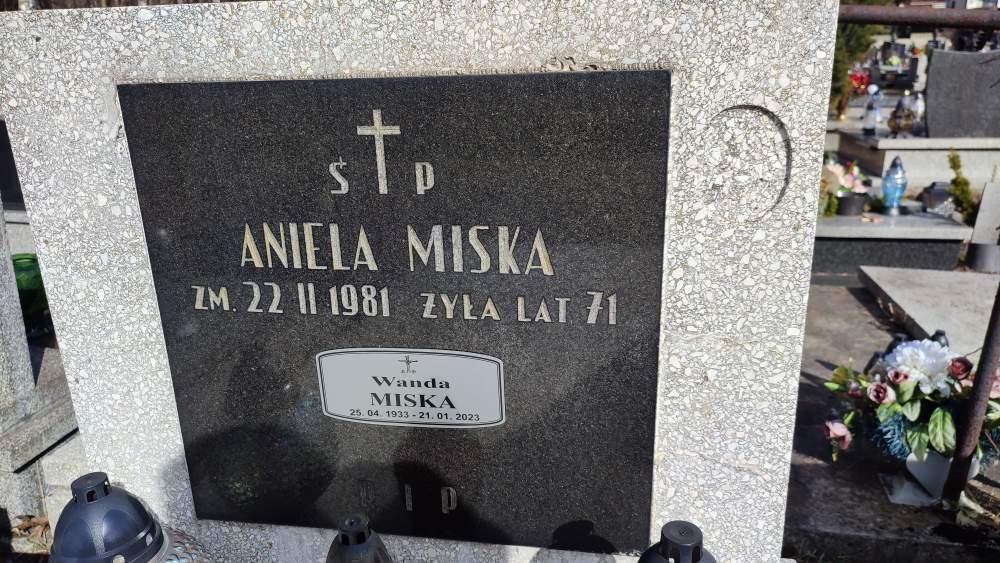 Ś P
ANIELA MISKA
ZM. 22 II 1981 ŻYŁA LAT 71
Wanda
MISKA
25. 04. 1933 - 21. 01. 2023
P I P